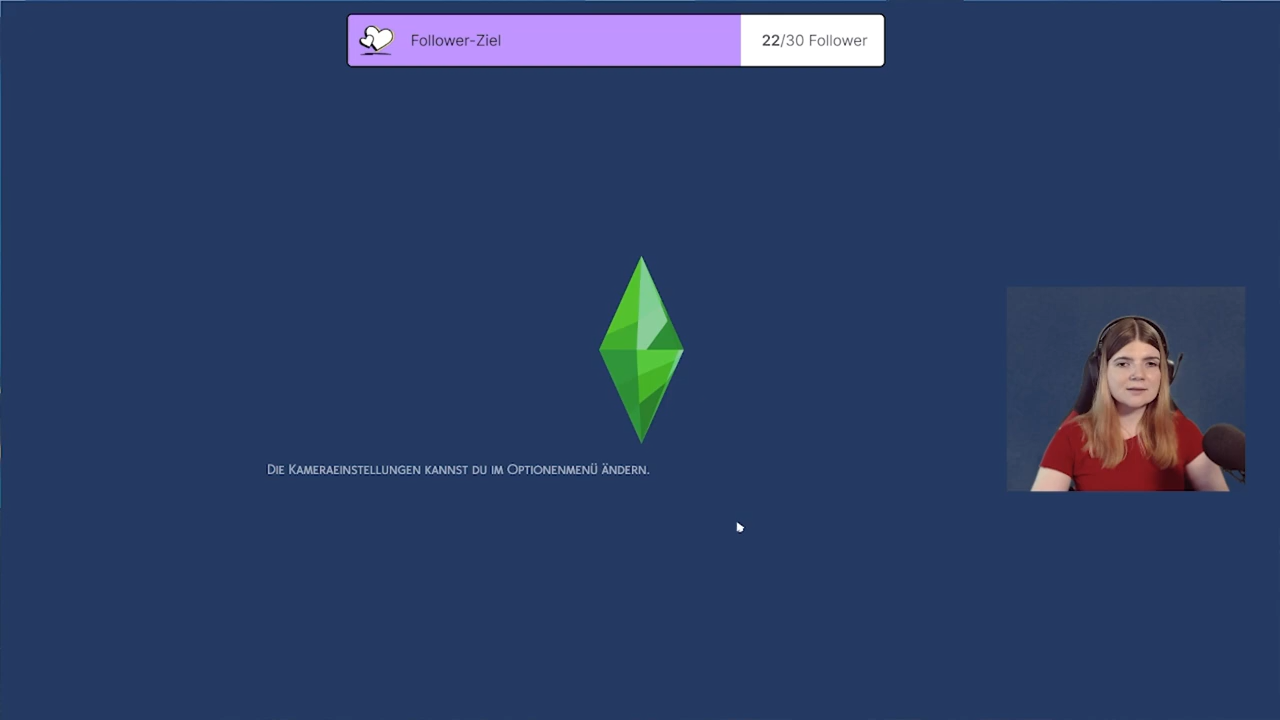 Follower-Ziel
22/30 Follower
Die Kameraeinstellungen kannst du im Optionenmenü ändern.